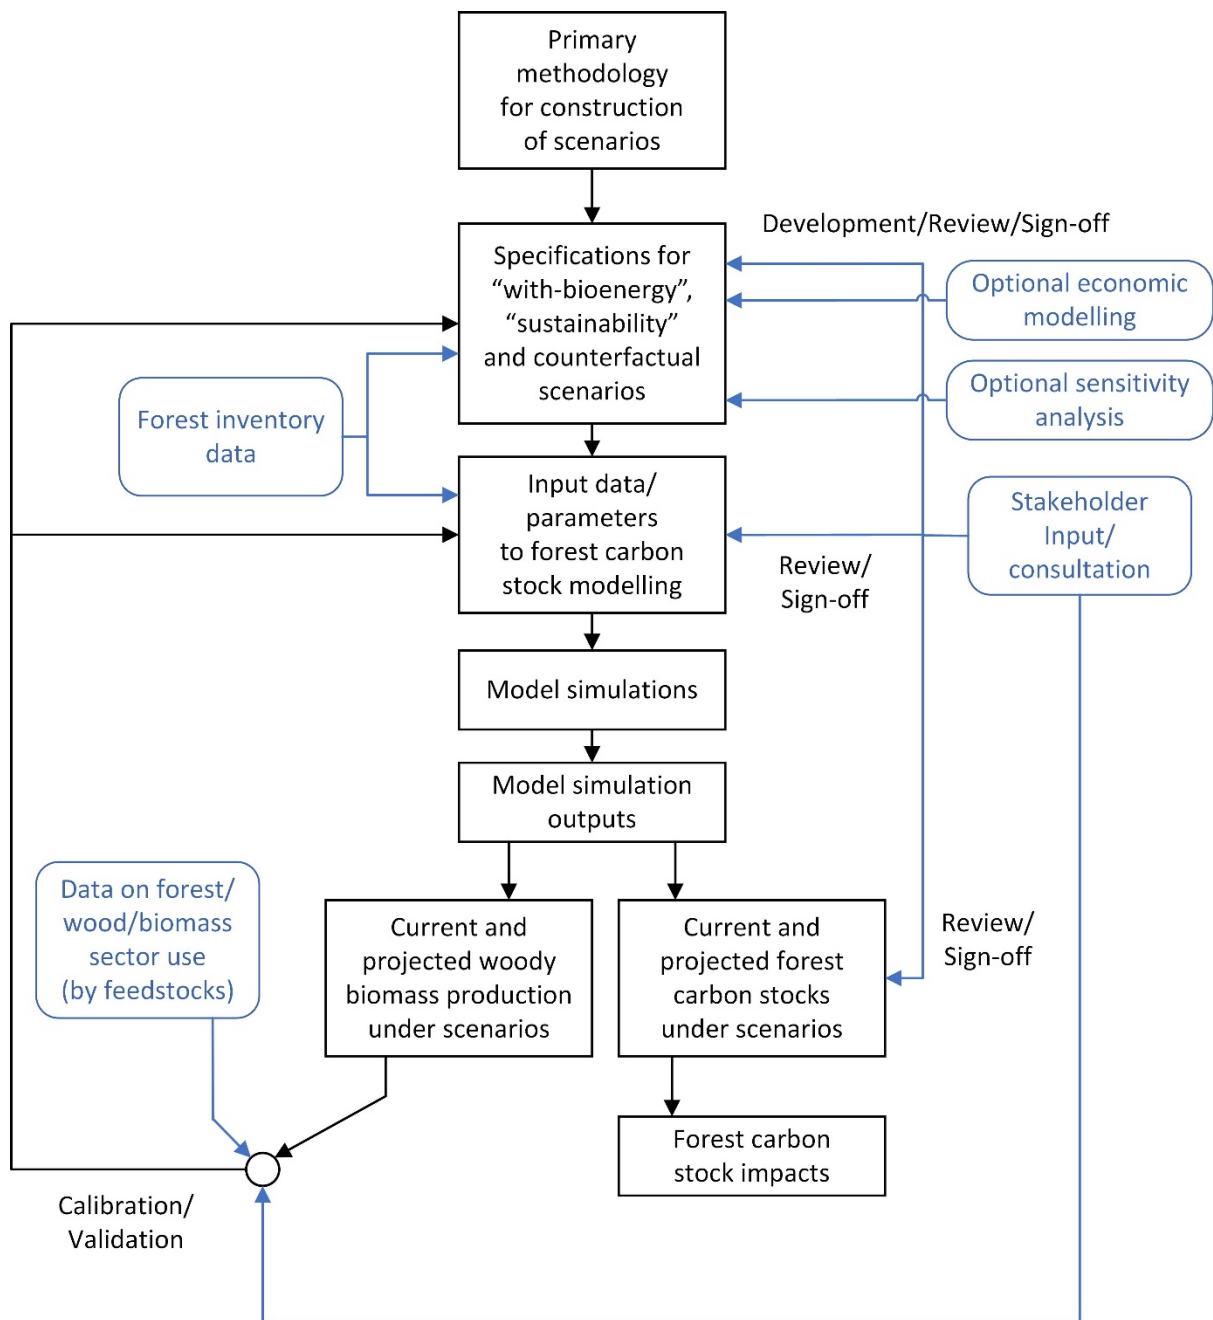 Primary
methodology
for construction
of scenarios
Development/Review/Sign-off
Specifications for
“with-bioenergy”,
“sustainability”
and counterfactual
scenarios
Optional economic
modelling
Optional sensitivity
analysis
Forest inventory
data
Input data/
parameters
to forest carbon
stock modelling
Stakeholder
Input/
consultation
Review/
Sign-off
Model simulations
Model simulation
outputs
Data on forest/
wood/biomass
sector use
(by feedstocks)
Current and
projected woody
biomass production
under scenarios
Current and
projected forest
carbon stocks
under scenarios
Review/
Sign-off
Forest carbon
stock impacts
Calibration/
Validation